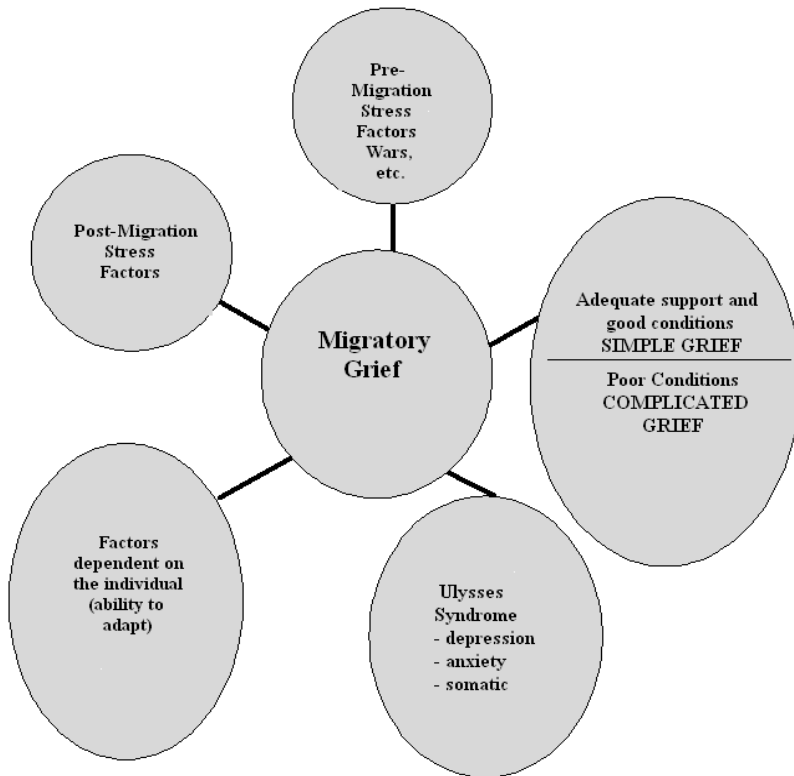 Pre-
Migration
Stress
Factors
Wars,
etc.
Post-Migration
Stress
Factors
Migratory
Grief
Adequate support and
good conditions
SIMPLE GRIEF
Poor Conditions
COMPLICATED
GRIEF
Factors
dependent on
the individual
(ability to
adapt)
Ulysses
Syndrome
- depression
- anxiety
- somatic